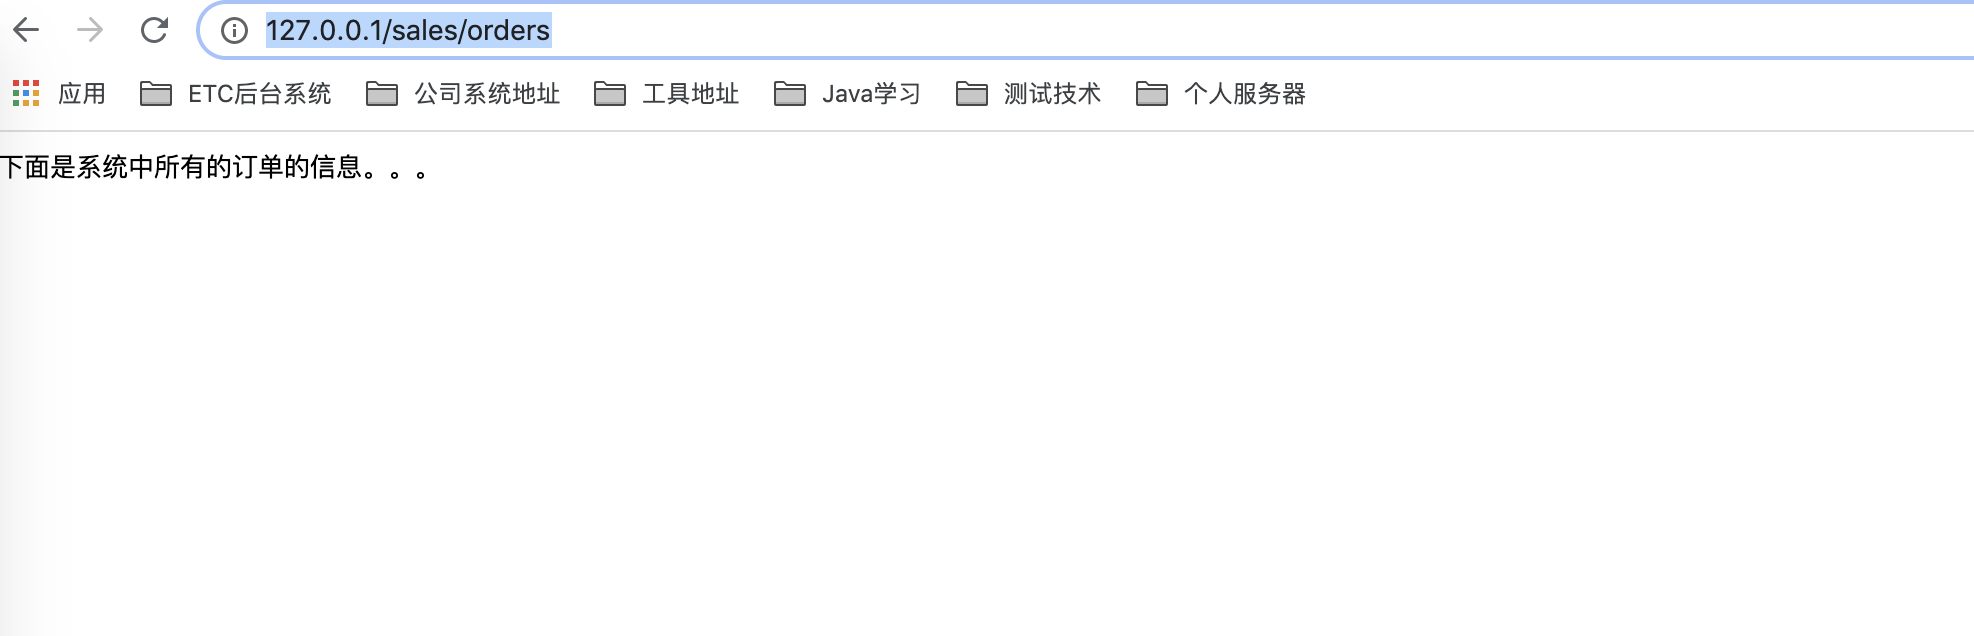 127.0.0.1/sales/orders
应用 ETC后台系统 公司系统地址 工具地址 Java学习 测试技术 个人服务器
下面是系统中所有的订单的信息。。。